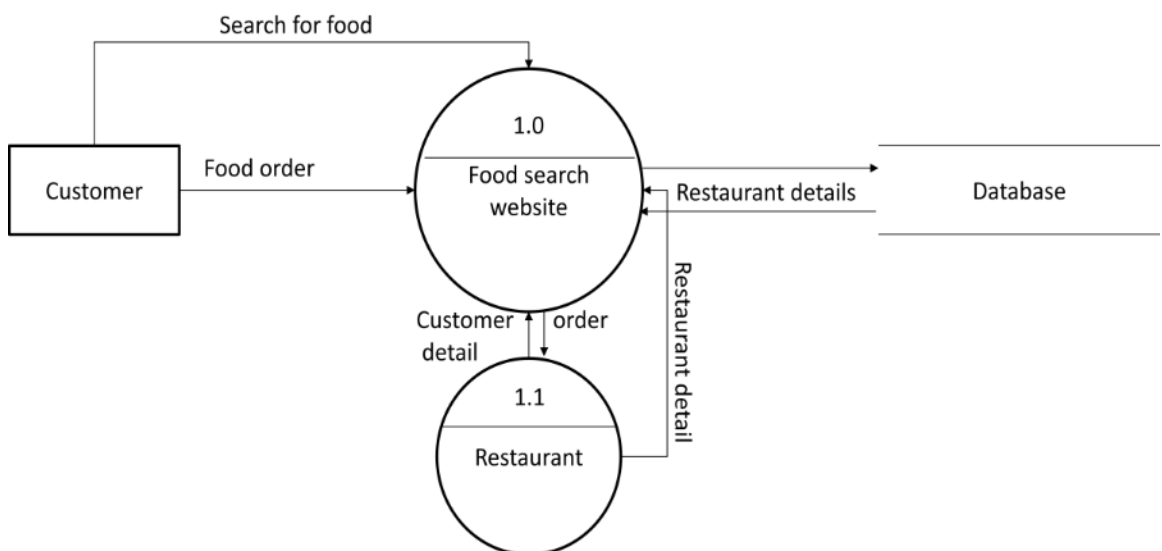 Search for food
1.0
Customer
Food order
Food search
website
Restaurant details
Database
Restaurant detail
Customer
detail
order
1.1
Restaurant